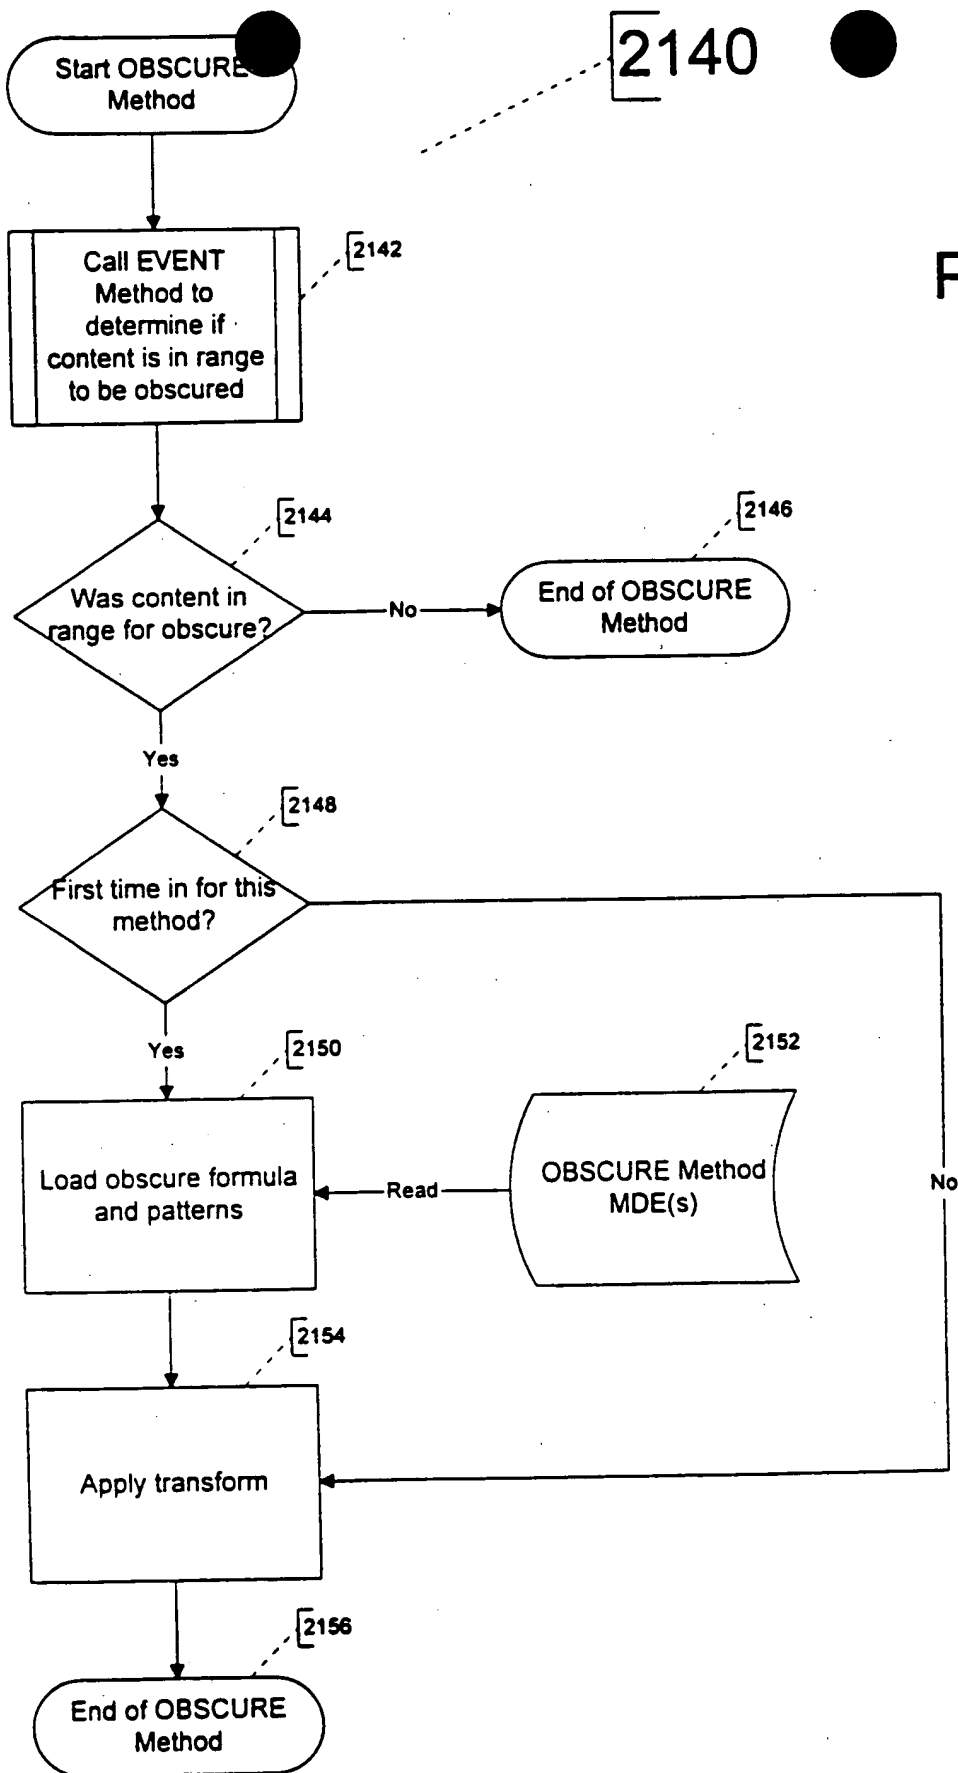 Start OBSCURE
Method
2140
Call EVENT
Method to
determine if
content is in range
to be obscured
2142
F
2144
Was content in
range for obscure?
No
2146
End of OBSCURE
Method
Yes
2148
First time in for this
method?
Yes
No
2150
Load obscure formula
and patterns
Read
2152
OBSCURE Method
MDE(s)
2154
Apply transform
2156
End of OBSCURE
Method